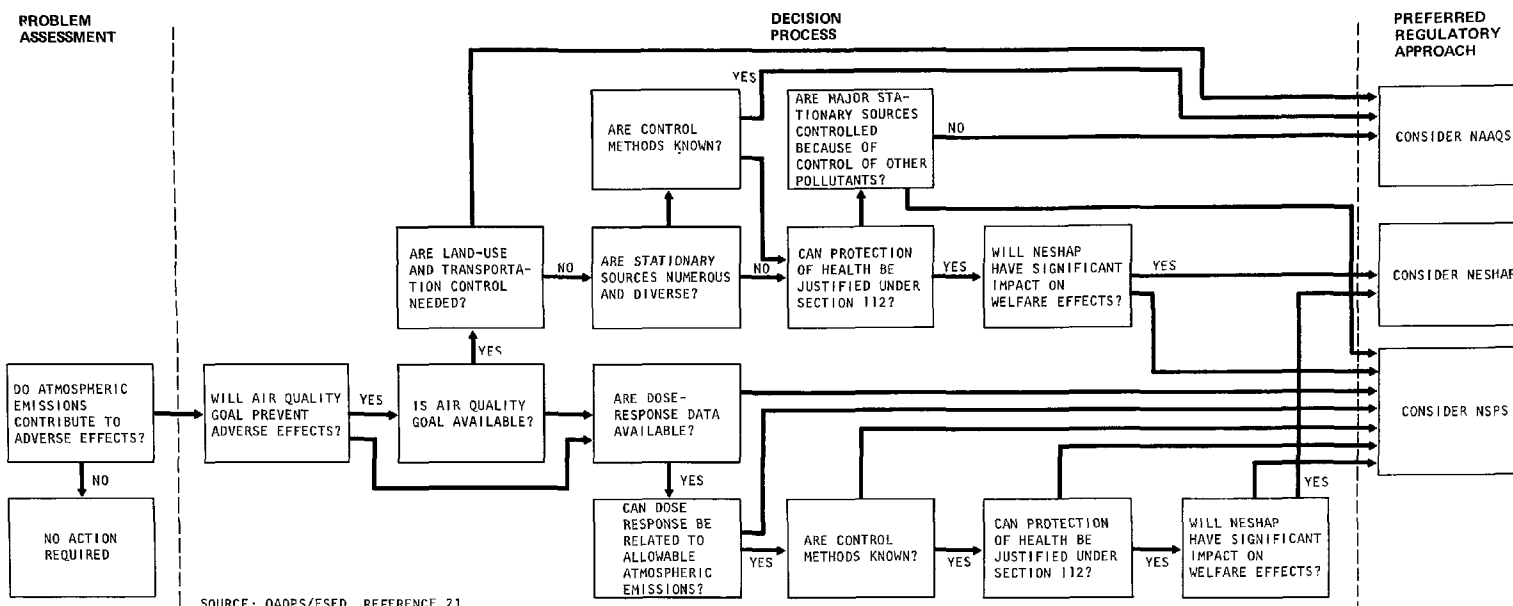 PROBLEM
ASSESSMENT
DECISION
PROCESS
PREFERRED
REGULATORY
APPROACH
YES
ARE CONTROL
METHODS KNOWN?
ARE MAJOR STA-
TIONARY SOURCES
CONTROLLED
BECAUSE OF
CONTROL OF OTHER
POLLUTANTS?
NO
CONSIDER NAAQS
ARE LAND-USE
AND TRANSPORTA-
TION CONTROL
NEEDED?
NO
ARE STATIONARY
SOURCES NUMEROUS
AND DIVERSE?
NO
CAN PROTECTION
OF HEALTH BE
JUSTIFIED UNDER
SECTION 112?
YES
WILL NESHAP
HAVE SIGNIFICANT
IMPACT ON
WELFARE EFFECTS?
YES
CONSIDER NESHAP
YES
DO ATMOSPHERIC
EMISSIONS
CONTRIBUTE TO
ADVERSE EFFECTS?
WILL AIR QUALITY
GOAL PREVENT
ADVERSE EFFECTS?
YES
IS AIR QUALITY
GOAL AVAILABLE?
ARE DOSE-
RESPONSE DATA
AVAILABLE?
CONSIDER NSPS
NO
YES
YES
NO ACTION
REQUIRED
CAN DOSE
RESPONSE BE
RELATED TO
ALLOWABLE
ATMOSPHERIC
EMISSIONS?
YES
ARE CONTROL
METHODS KNOWN?
YES
CAN PROTECTION
OF HEALTH BE
JUSTIFIED UNDER
SECTION 112?
YES
WILL NESHAP
HAVE SIGNIFICANT
IMPACT ON
WELFARE EFFECTS?
SOURCE: OAQPS/ESED, REFERENCE 21